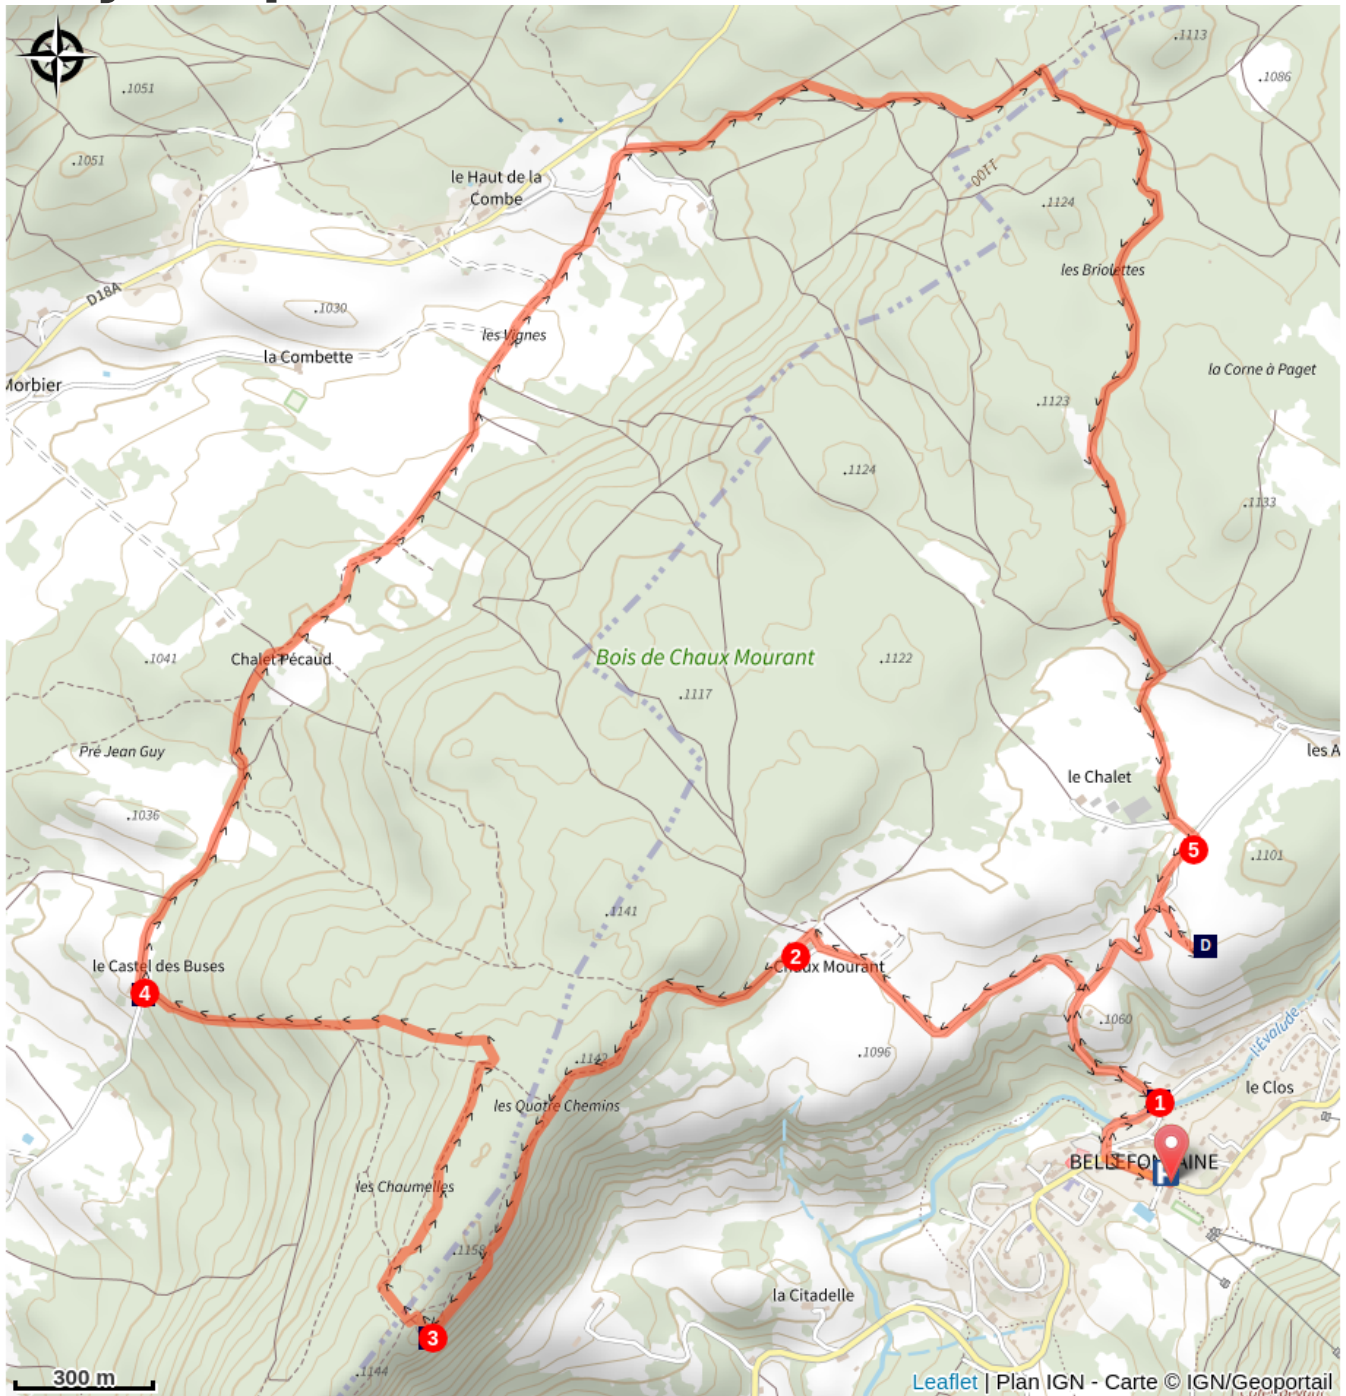 .1113
.1051
.1086
.1051
le Haut de la
Combe
1100
.1124
les Briolettes
D18A
.1030
les Vignes
la Combette
la Corne à Paget
Morbier
.1123
.1124
.1133
Bois de Chaux Mourant
.1041
Chalet Pécaud
.1122
.1117
Pré Jean Guy
les A
le Chalet
.1036
5
.1101
.1141
D
2
le Castel des Buses
Chaux Mourant
4
.1060
l'Évalude
.1096
.1142
le Clos
les Quatre Chemins
1
BELLEFONTAINE
les Chaumelles
.1158
la Citadelle
3
.1144
300 m
Leaflet | Plan IGN - Carte © IGN/Geoportail